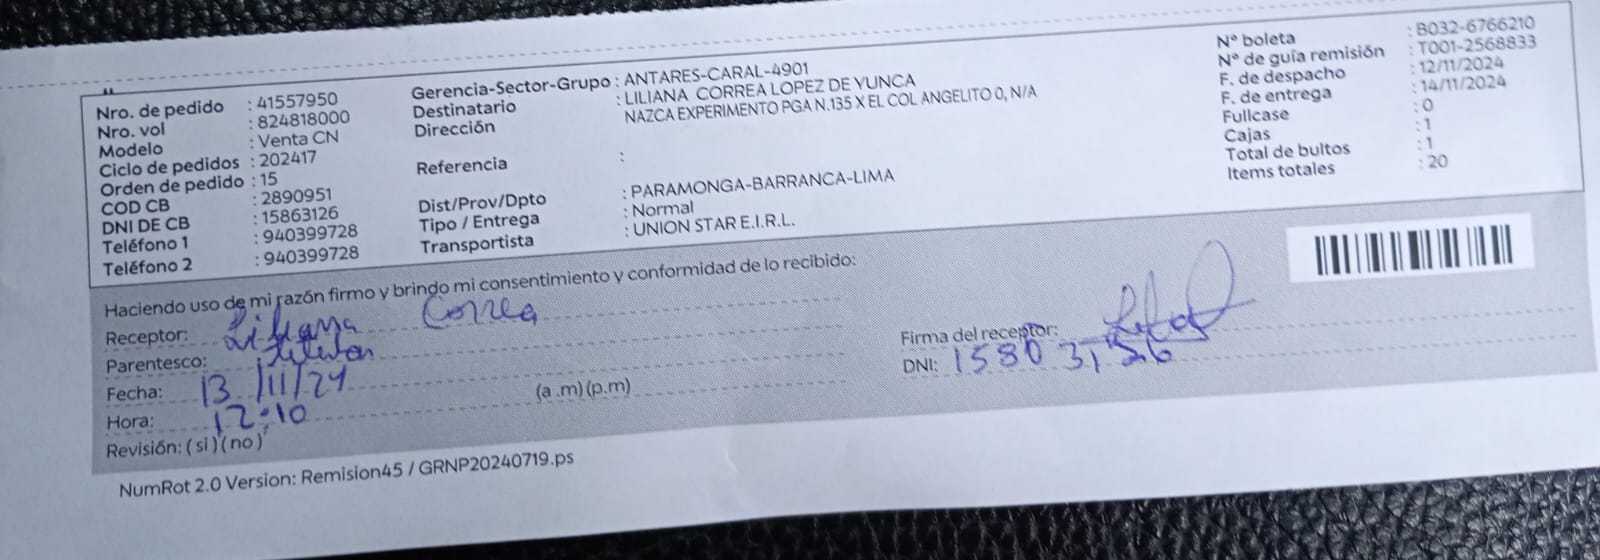 Nro. de pedido : 41557950
Nro. vol : 824818000
Modelo : Venta CN
Ciclo de pedidos : 202417
Orden de pedido : 15
COD CB : 2890951
DNI DE CB : 15863126
Teléfono 1 : 940399728
Teléfono 2 : 940399728
Gerencia-Sector-Grupo : ANTARES-CARAL-4901
Destinatario : LILIANA CORREA LOPEZ DE YUNCA
Dirección NAZCA EXPERIMENTO PGA N.135 X EL COL ANGELITO 0, N/A
Referencia :
Dist/Prov/Dpto : PARAMONGA-BARRANCA-LIMA
Tipo / Entrega : Normal
Transportista : UNION STAR E.I.R.L.
N° boleta : B032-6766210
N° de guía remisión : T001-2568833
F. de despacho : 12/11/2024
F. de entrega : 14/11/2024
Fullcase : 0
Cajas : 1
Total de bultos : 1
Items totales : 20
Haciendo uso de mi razón firmo y brindo mi consentimiento y conformidad de lo recibido:
Receptor: Liliana Correa
Parentesco:
Fecha: 13/11/24
Hora: 12:10 (a .m) (p.m)
Revisión: ( si ) ( no )
Firma del receptor:
DNI:
NumRot 2.0 Version: Remision45 / GRNP20240719.ps